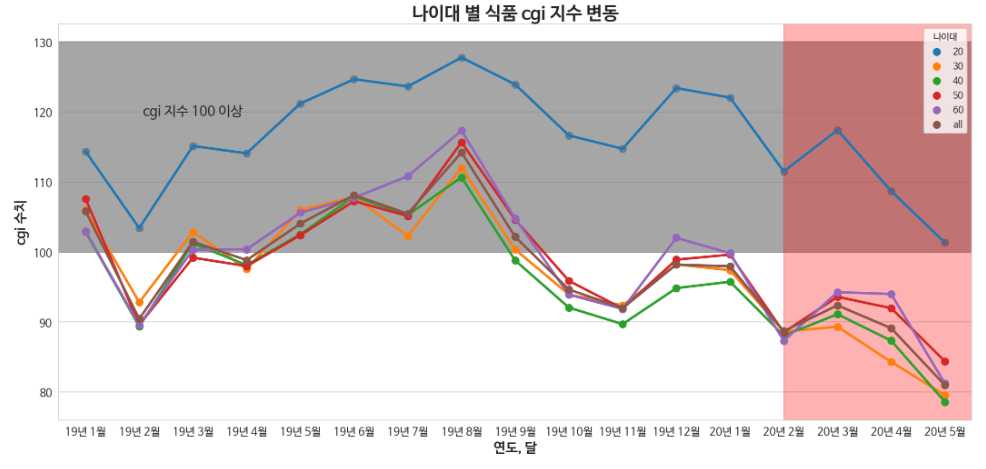 나이대 별 식품 cgi 지수 변동
130
120
110
100
90
80
cgi 수치
cgi 지수 100 이상
나이대
20
30
40
50
60
all
19년 1월 19년 2월 19년 3월 19년 4월 19년 5월 19년 6월 19년 7월 19년 8월 19년 9월 19년 10월 19년 11월 19년 12월 20년 1월 20년 2월 20년 3월 20년 4월 20년 5월
연도, 달